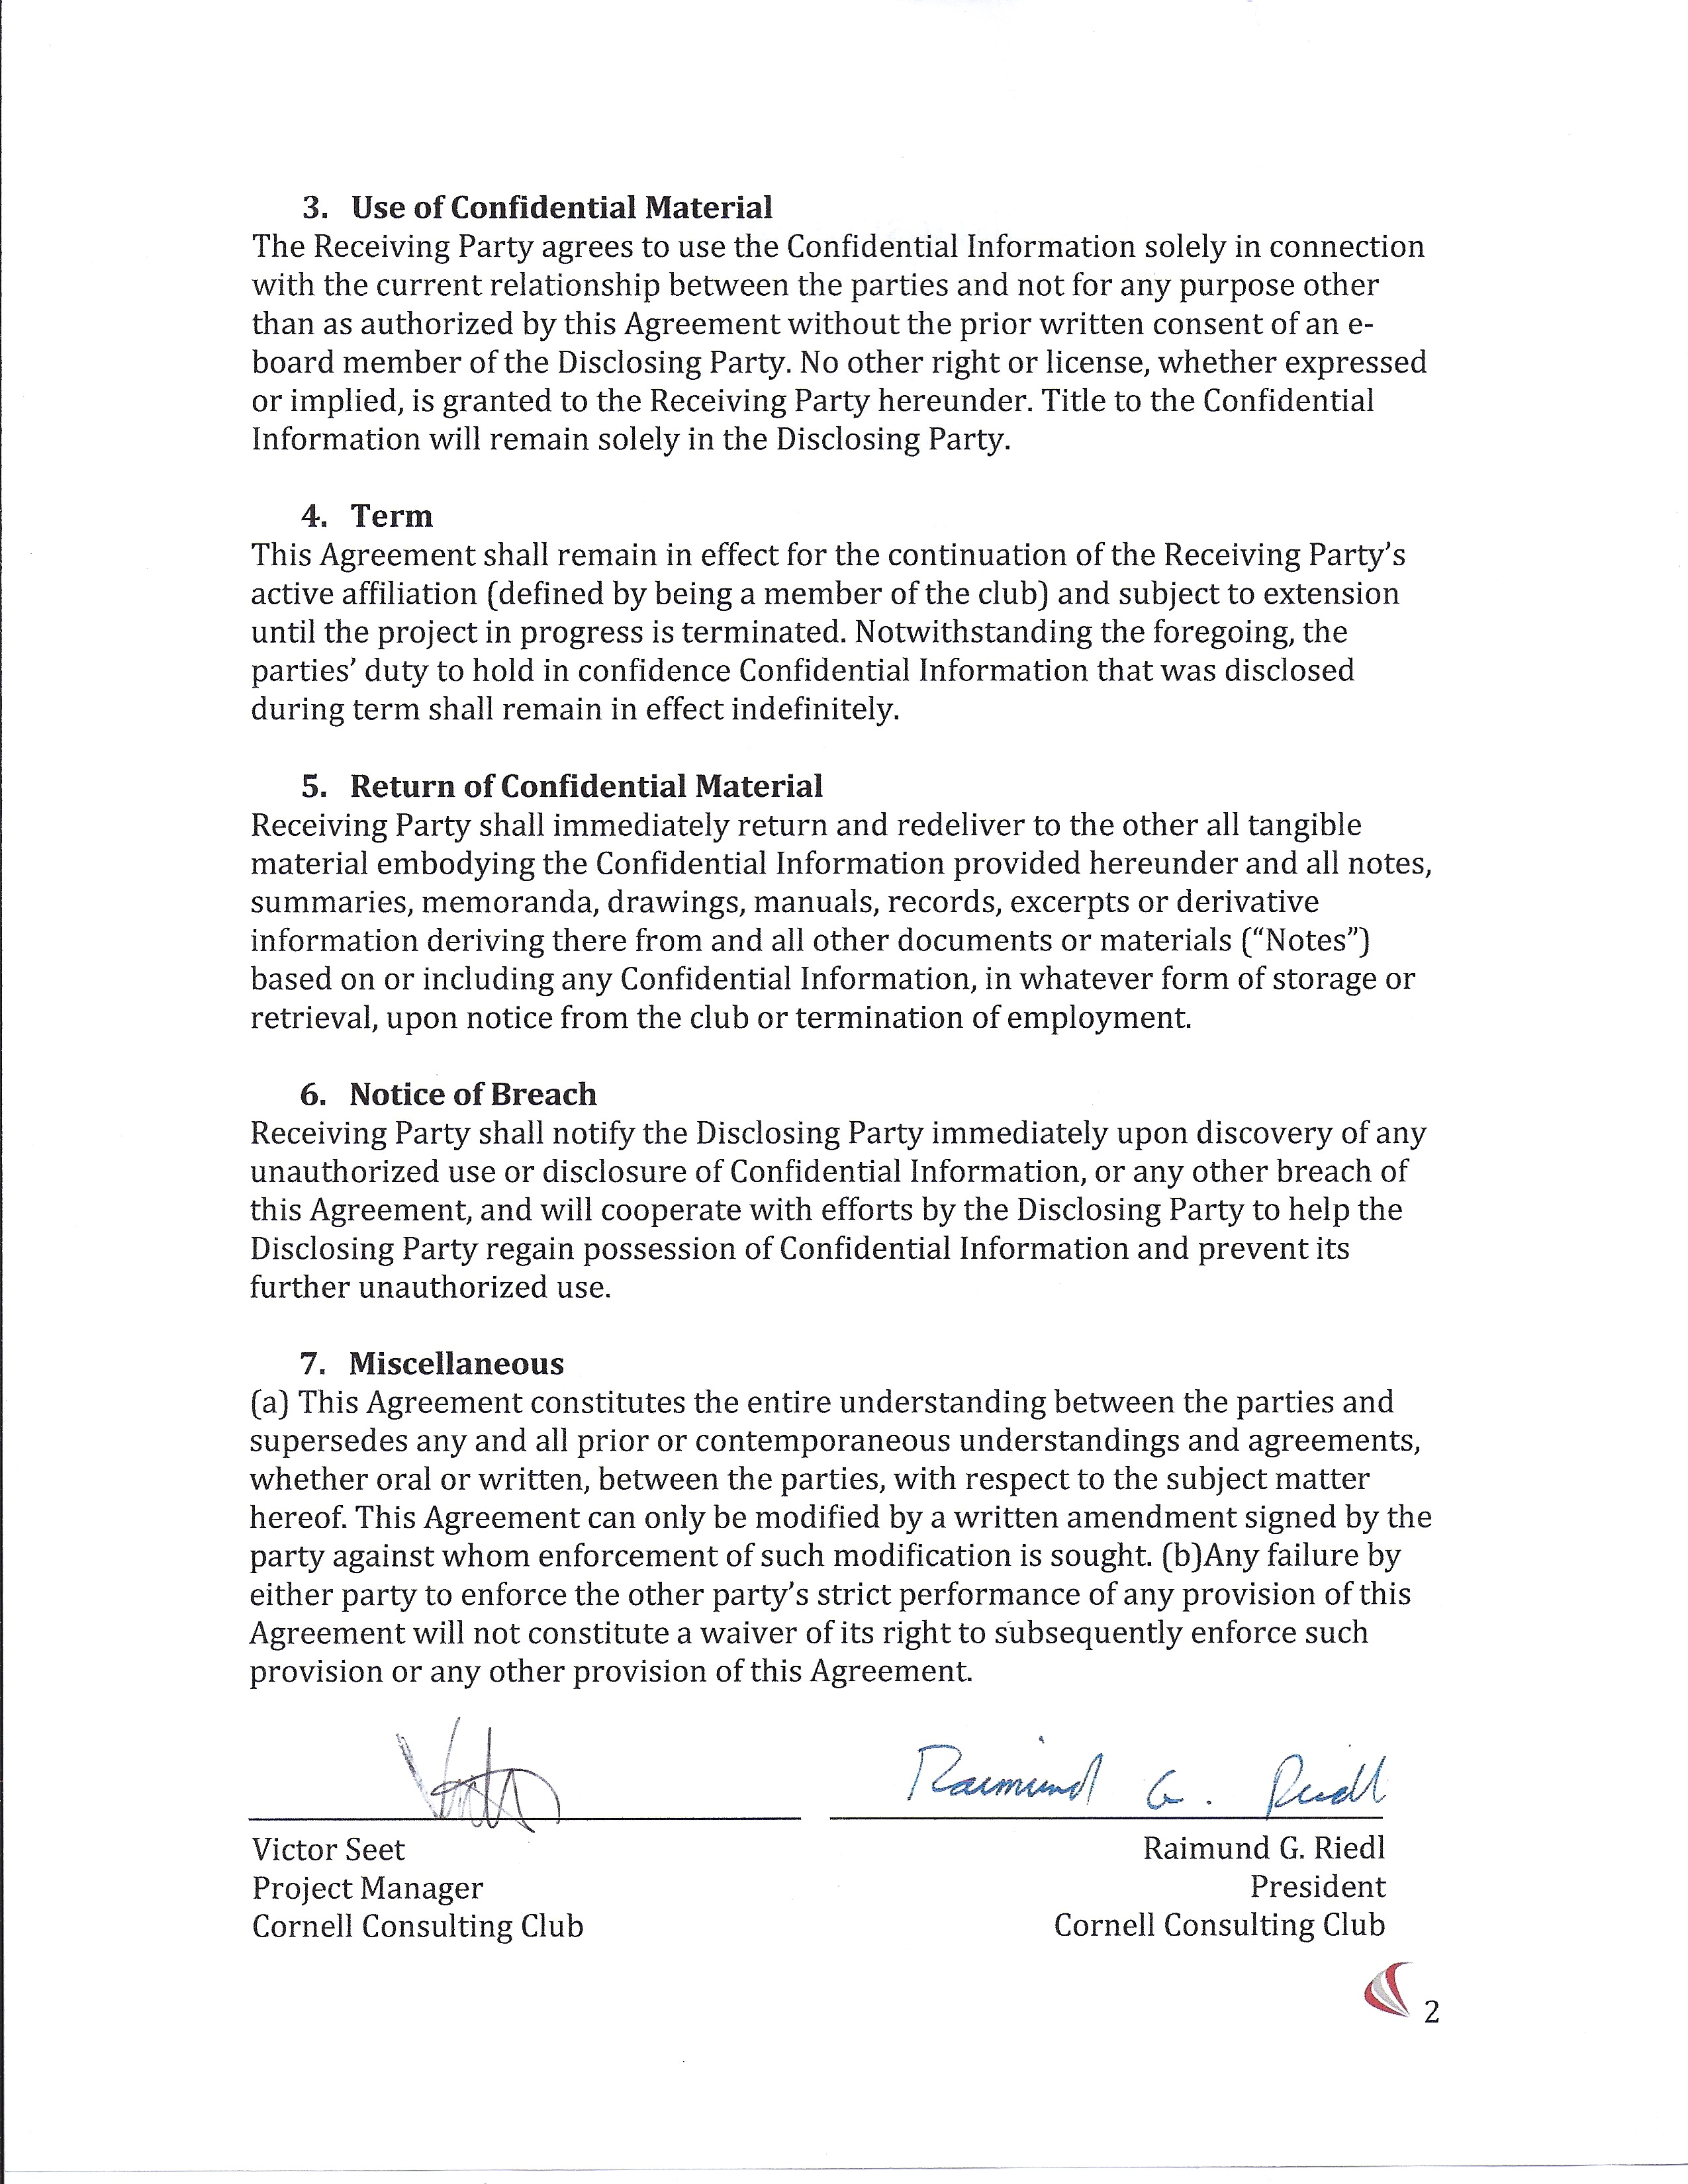 3. Use of Confidential Material
The Receiving Party agrees to use the Confidential Information solely in connection
with the current relationship between the parties and not for any purpose other
than as authorized by this Agreement without the prior written consent of an e-
board member of the Disclosing Party. No other right or license, whether expressed
or implied, is granted to the Receiving Party hereunder. Title to the Confidential
Information will remain solely in the Disclosing Party.
4. Term
This Agreement shall remain in effect for the continuation of the Receiving Party’s
active affiliation (defined by being a member of the club) and subject to extension
until the project in progress is terminated. Notwithstanding the foregoing, the
parties’ duty to hold in confidence Confidential Information that was disclosed
during term shall remain in effect indefinitely.
5. Return of Confidential Material
Receiving Party shall immediately return and redeliver to the other all tangible
material embodying the Confidential Information provided hereunder and all notes,
summaries, memoranda, drawings, manuals, records, excerpts or derivative
information deriving there from and all other documents or materials (“Notes”)
based on or including any Confidential Information, in whatever form of storage or
retrieval, upon notice from the club or termination of employment.
6. Notice of Breach
Receiving Party shall notify the Disclosing Party immediately upon discovery of any
unauthorized use or disclosure of Confidential Information, or any other breach of
this Agreement, and will cooperate with efforts by the Disclosing Party to help the
Disclosing Party regain possession of Confidential Information and prevent its
further unauthorized use.
7. Miscellaneous
(a) This Agreement constitutes the entire understanding between the parties and
supersedes any and all prior or contemporaneous understandings and agreements,
whether oral or written, between the parties, with respect to the subject matter
hereof. This Agreement can only be modified by a written amendment signed by the
party against whom enforcement of such modification is sought. (b)Any failure by
either party to enforce the other party’s strict performance of any provision of this
Agreement will not constitute a waiver of its right to subsequently enforce such
provision or any other provision of this Agreement.
Raimund G. Riedl
Victor Seet
Project Manager
Cornell Consulting Club
Raimund G. Riedl
President
Cornell Consulting Club
2